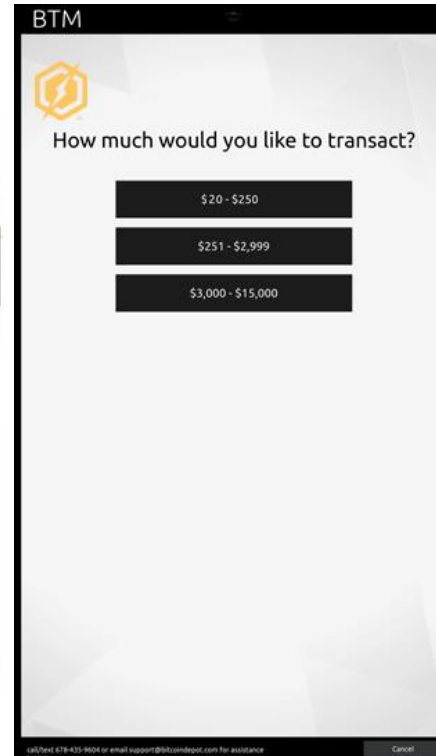 BTM
How much would you like to transact?
$20 - $250
$251 - $2,999
$3,000 - $15,000
call/text 678-435-9604 or email support@bitcoindepot.com for assistance
Cancel